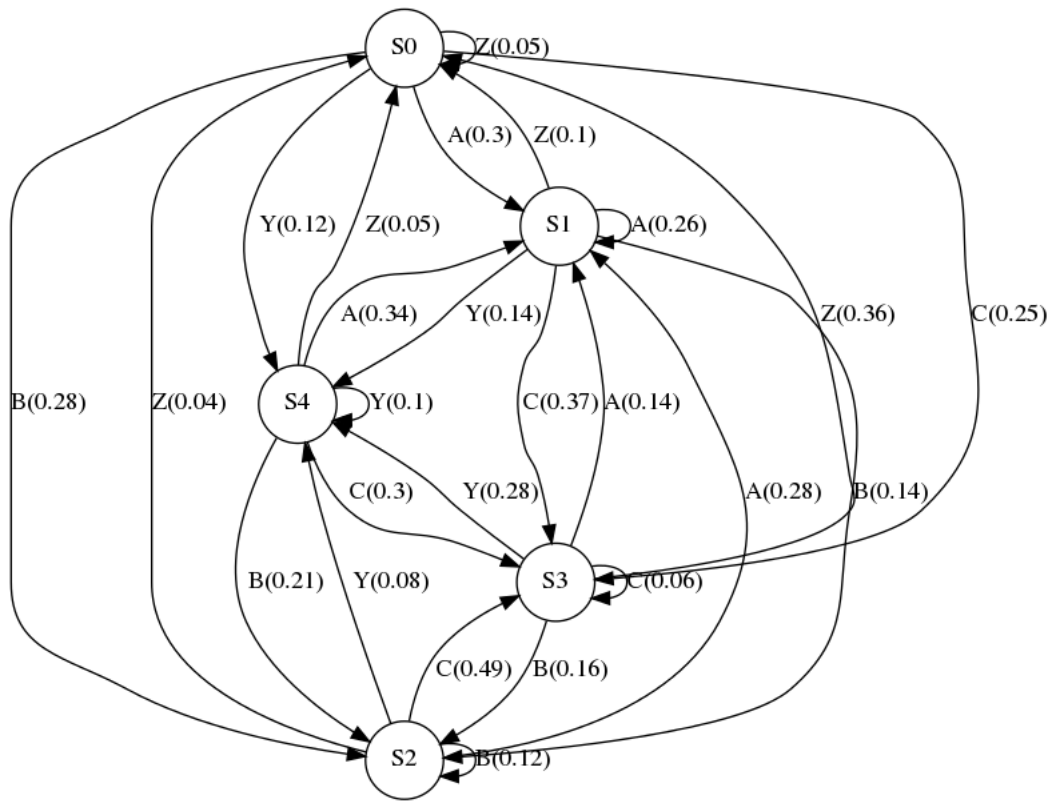 S0
Z(0.05)
A(0.3)
Z(0.1)
Y(0.12)
Z(0.05)
S1
A(0.26)
A(0.34)
Y(0.14)
Z(0.36)
C(0.25)
B(0.28)
Z(0.04)
S4
Y(0.1)
C(0.37)
A(0.14)
C(0.3)
Y(0.28)
A(0.28)
B(0.14)
B(0.21)
Y(0.08)
S3
C(0.06)
C(0.49)
B(0.16)
S2
B(0.12)